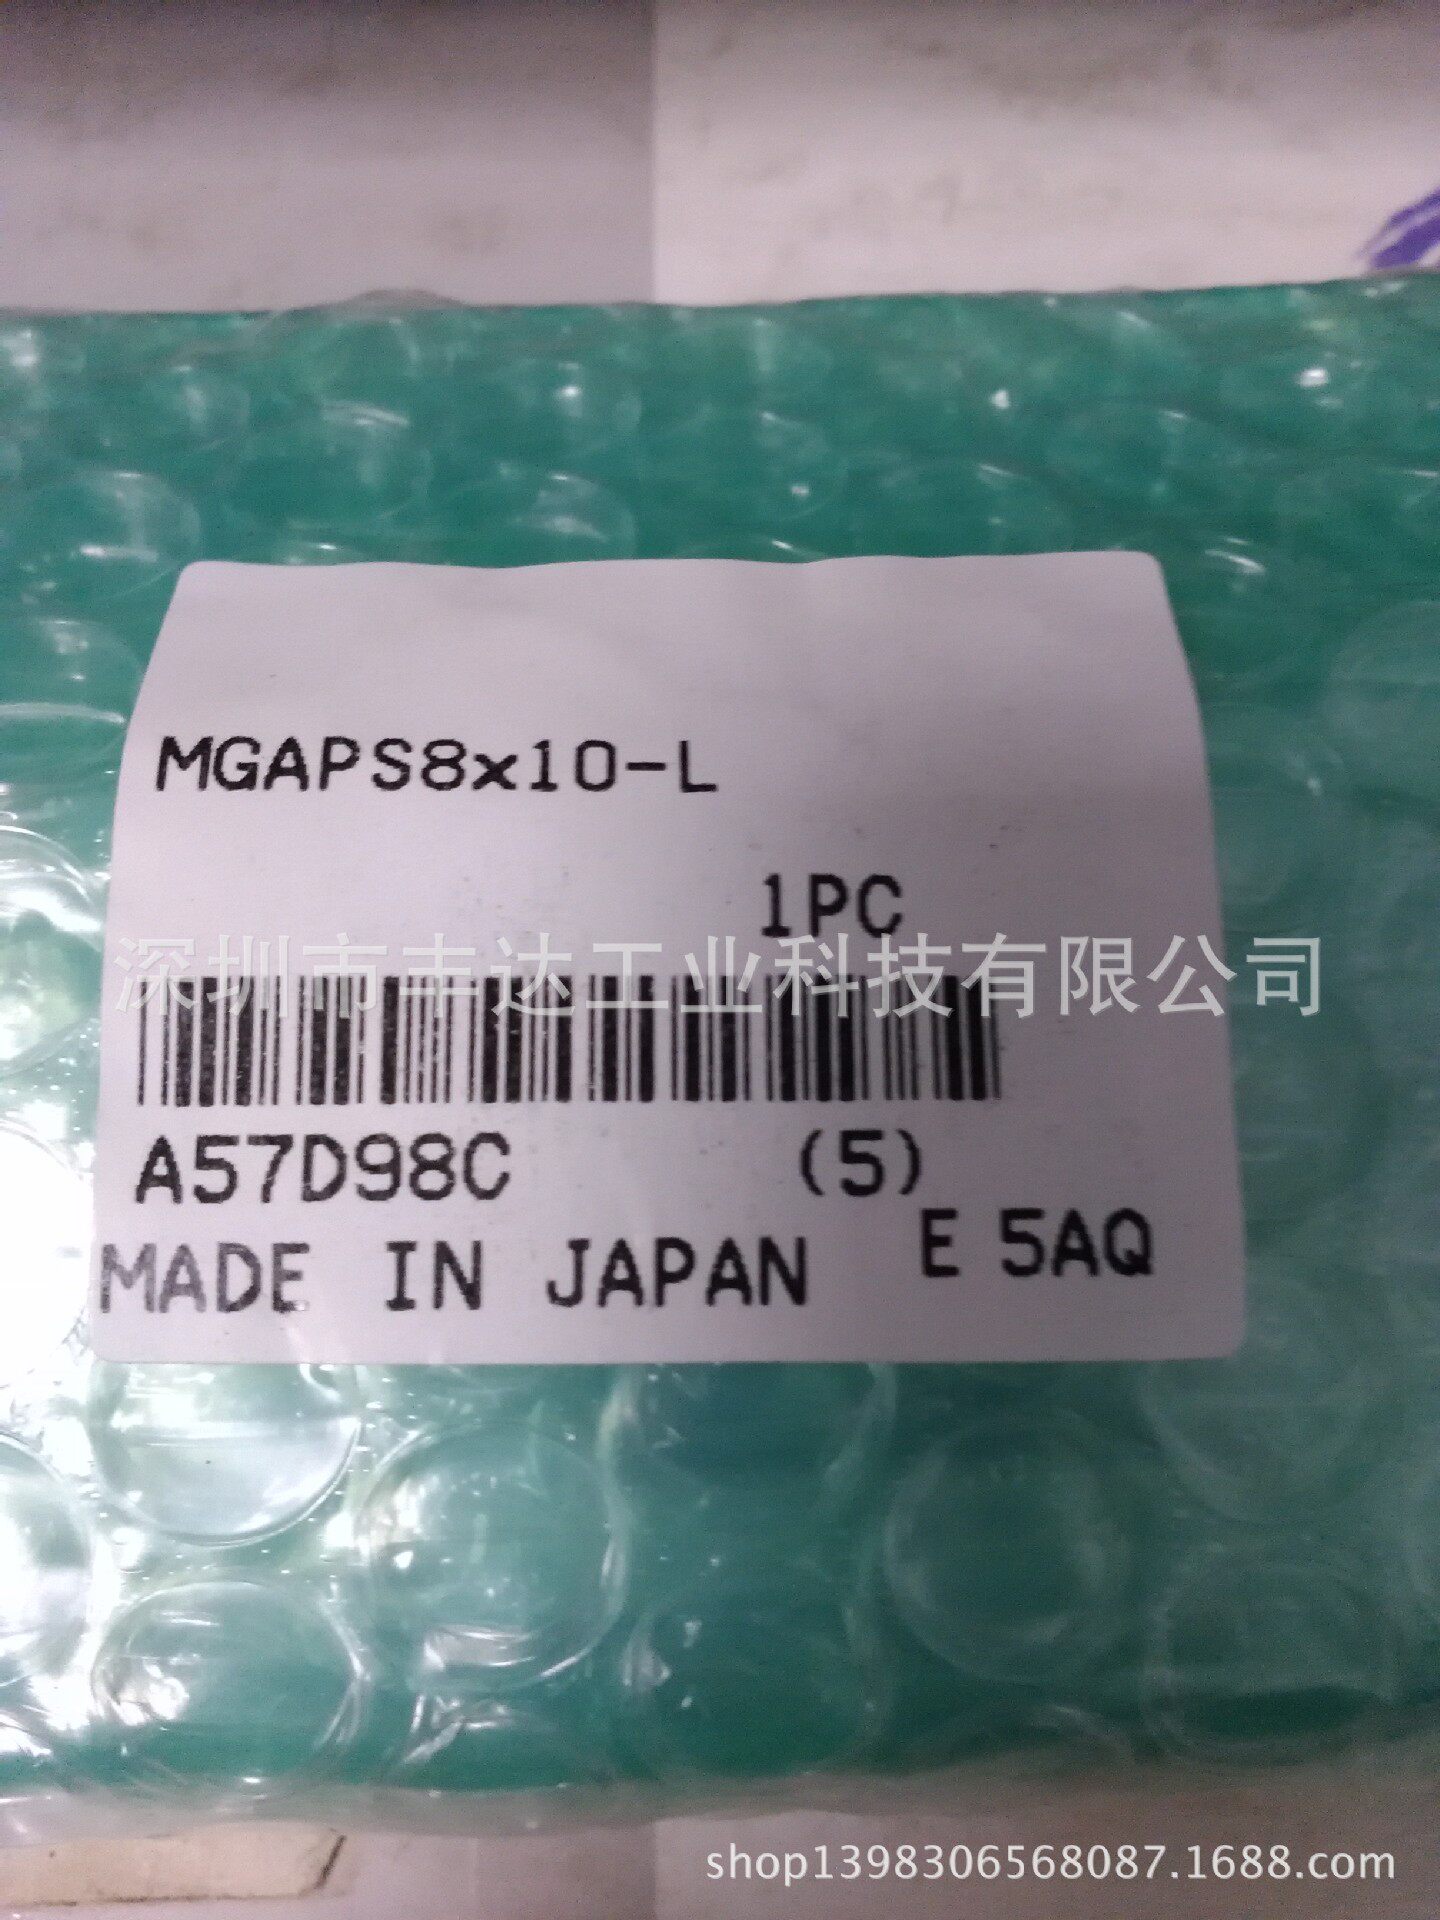 MGAPS8x10-L
1PC
深圳市丰达工业科技有限公司
A57D98C (5)
MADE IN JAPAN E 5AQ
shop1398306568087.1688.com